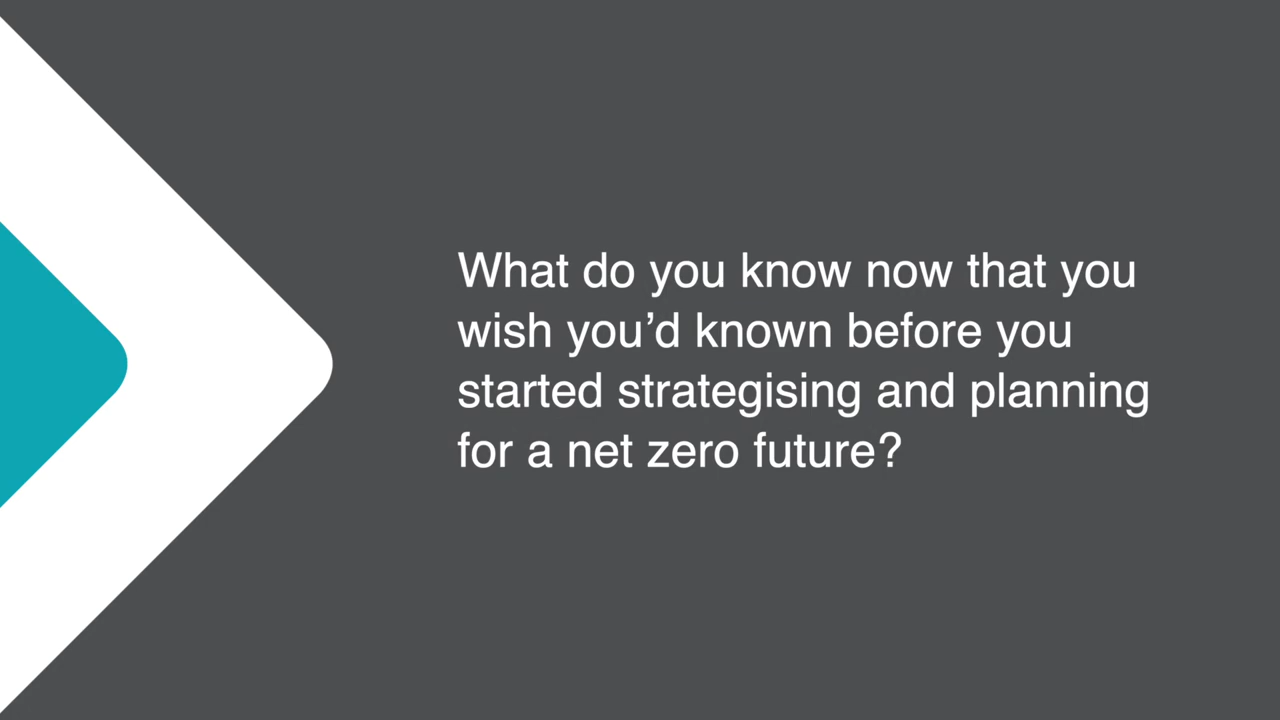 What do you know now that you
wish you’d known before you
started strategising and planning
for a net zero future?